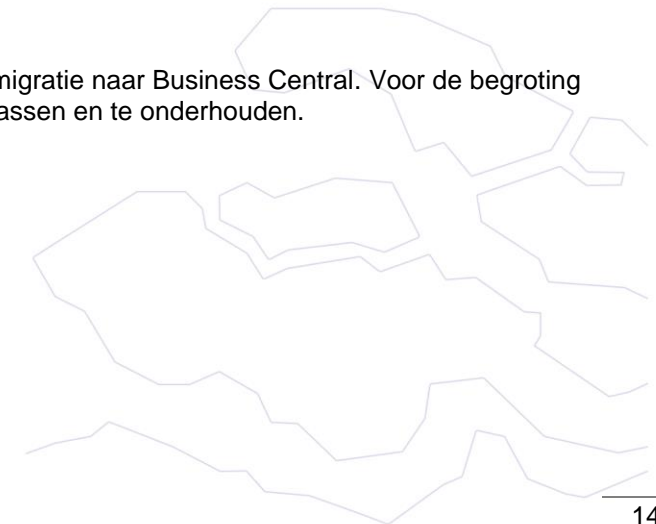 migratie naar Business Central. Voor de begroting
assen en te onderhouden.
14